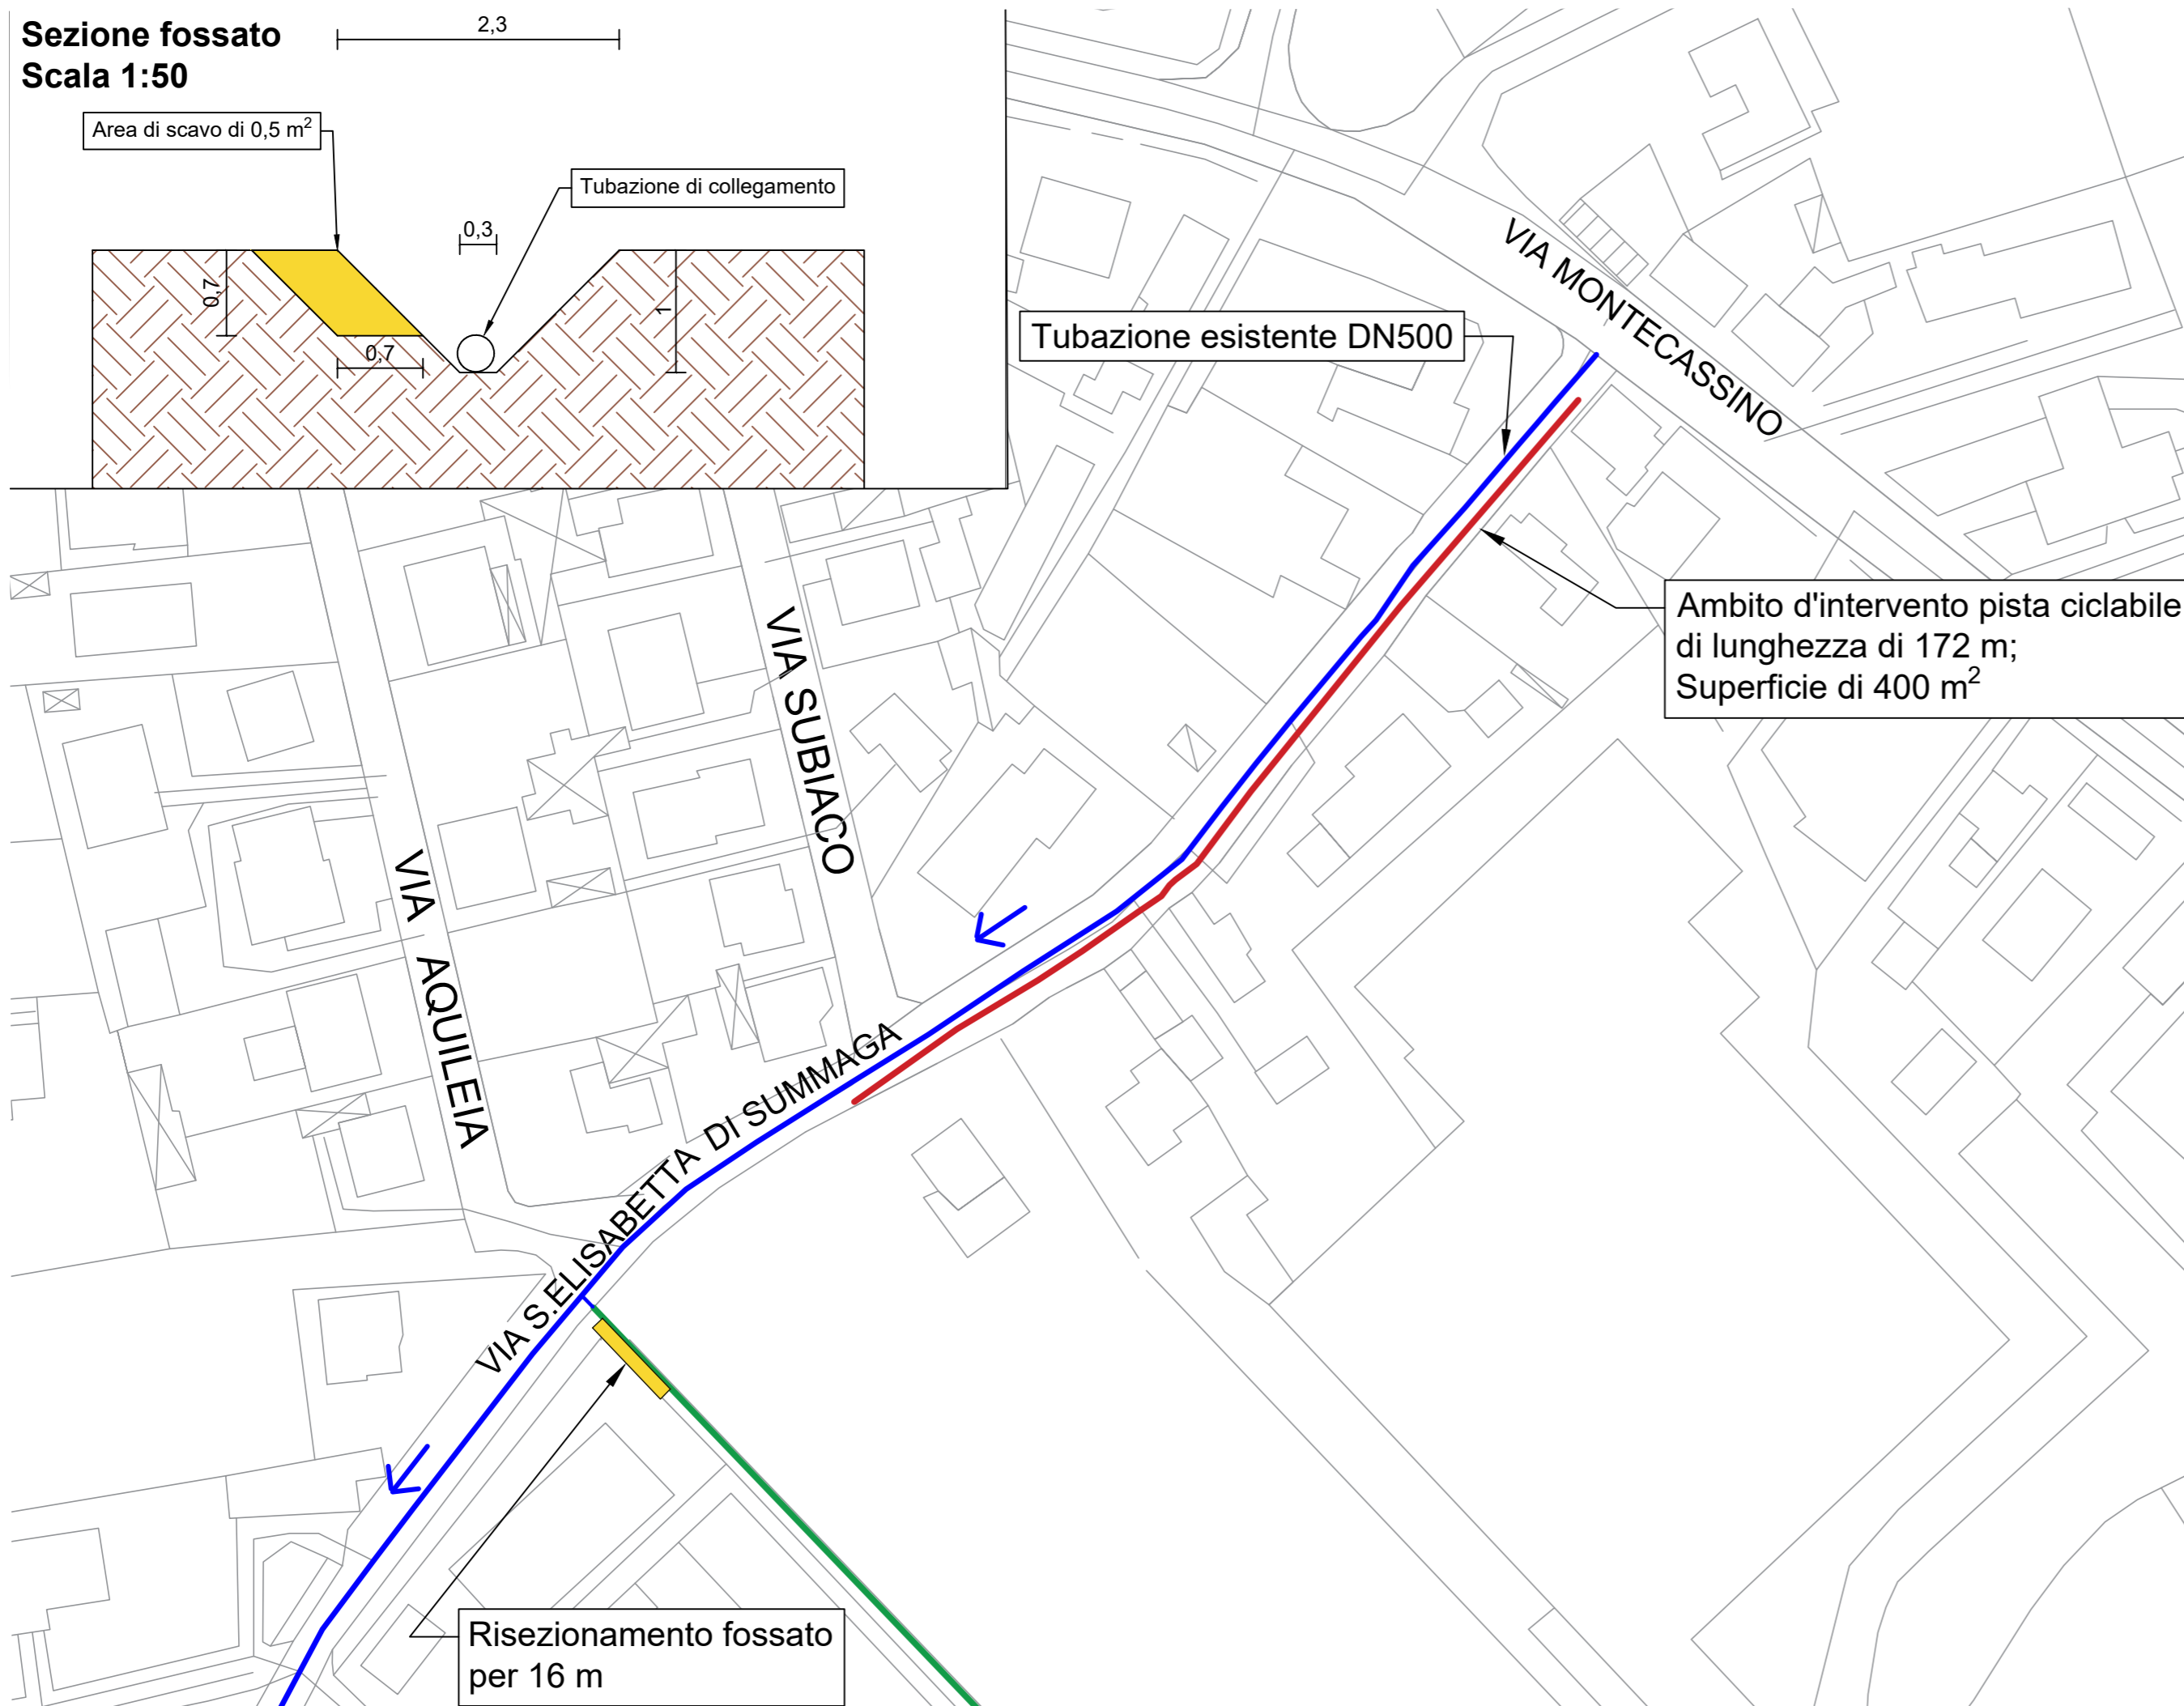 Sezione fossato
Scala 1:50
2,3
Area di scavo di 0,5 m²
Tubazione di collegamento
0,3
0,7
1
0,7
VIA MONTECASSINO
Tubazione esistente DN500
Ambito d'intervento pista ciclabile
di lunghezza di 172 m;
Superficie di 400 m²
VIA SUBIACO
VIA AQUILEIA
VIA S.ELISABETTA DI SUMMAGA
Risezionamento fossato
per 16 m